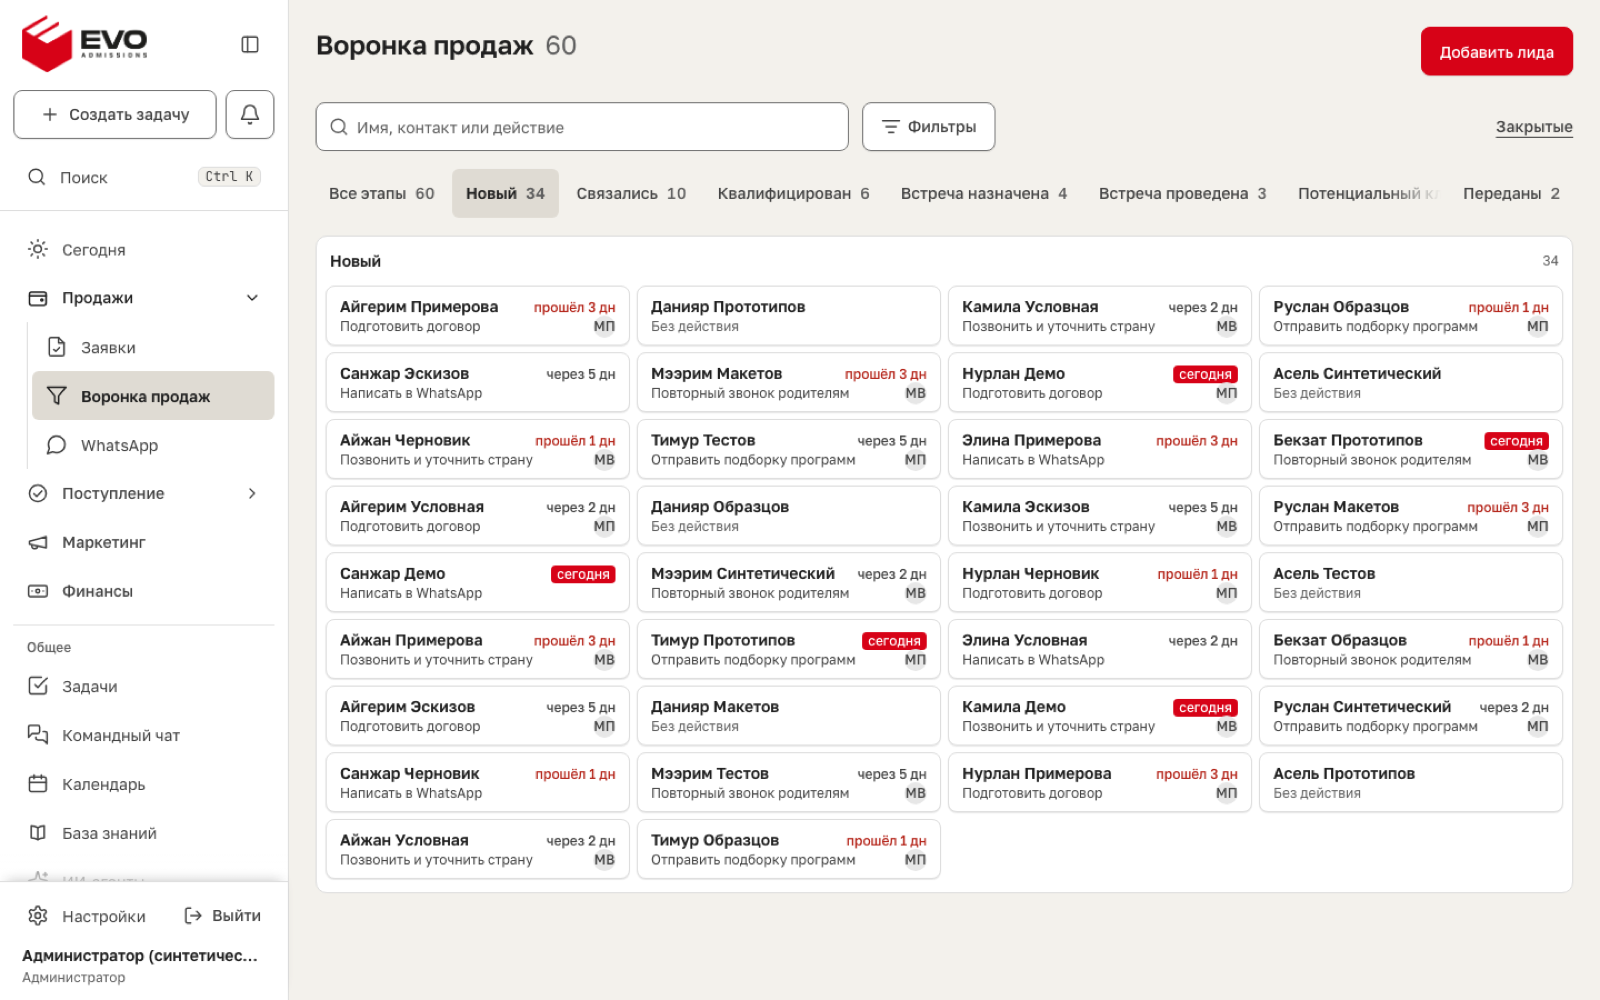 EVO
ADMISSIONS
Создать задачу
Поиск
Ctrl K
Сегодня
Продажи
Заявки
Воронка продаж
WhatsApp
Поступление
Маркетинг
Финансы
Общее
Задачи
Командный чат
Календарь
База знаний
Настройки
Выйти
Администратор (синтетичес...
Администратор
Воронка продаж 60
Добавить лида
Имя, контакт или действие
Фильтры
Закрытые
Все этапы 60
Новый 34
Связались 10
Квалифицирован 6
Встреча назначена 4
Встреча проведена 3
Потенциальный
Переданы 2
Новый
34
Айгерим Примерова прошёл 3 дн
Подготовить договор МП
Данияр Прототипов
Без действия
Камила Условная через 2 дн
Позвонить и уточнить страну МВ
Руслан Образцов прошёл 1 дн
Отправить подборку программ МП
Санжар Эскизов через 5 дн
Написать в WhatsApp
Мээрим Макетов прошёл 3 дн
Повторный звонок родителям МВ
Нурлан Демо сегодня
Подготовить договор МП
Асель Синтетический
Без действия
Айжан Черновик прошёл 1 дн
Позвонить и уточнить страну МВ
Тимур Тестов через 5 дн
Отправить подборку программ МП
Элина Примерова прошёл 3 дн
Написать в WhatsApp
Бекзат Прототипов сегодня
Повторный звонок родителям МВ
Айгерим Условная через 2 дн
Подготовить договор МП
Данияр Образцов
Без действия
Камила Эскизов через 5 дн
Позвонить и уточнить страну МВ
Руслан Макетов прошёл 3 дн
Отправить подборку программ МП
Санжар Демо сегодня
Написать в WhatsApp
Мээрим Синтетический через 2 дн
Повторный звонок родителям МВ
Нурлан Черновик прошёл 1 дн
Подготовить договор МП
Асель Тестов
Без действия
Айжан Примерова прошёл 3 дн
Позвонить и уточнить страну МВ
Тимур Прототипов сегодня
Отправить подборку программ МП
Элина Условная через 2 дн
Написать в WhatsApp
Бекзат Образцов прошёл 1 дн
Повторный звонок родителям МВ
Айгерим Эскизов через 5 дн
Подготовить договор МП
Данияр Макетов
Без действия
Камила Демо сегодня
Позвонить и уточнить страну МВ
Руслан Синтетический через 2 дн
Отправить подборку программ МП
Санжар Черновик прошёл 1 дн
Написать в WhatsApp
Мээрим Тестов через 5 дн
Повторный звонок родителям МВ
Нурлан Примерова прошёл 3 дн
Подготовить договор МП
Асель Прототипов
Без действия
Айжан Условная через 2 дн
Позвонить и уточнить страну МВ
Тимур Образцов прошёл 1 дн
Отправить подборку программ МП